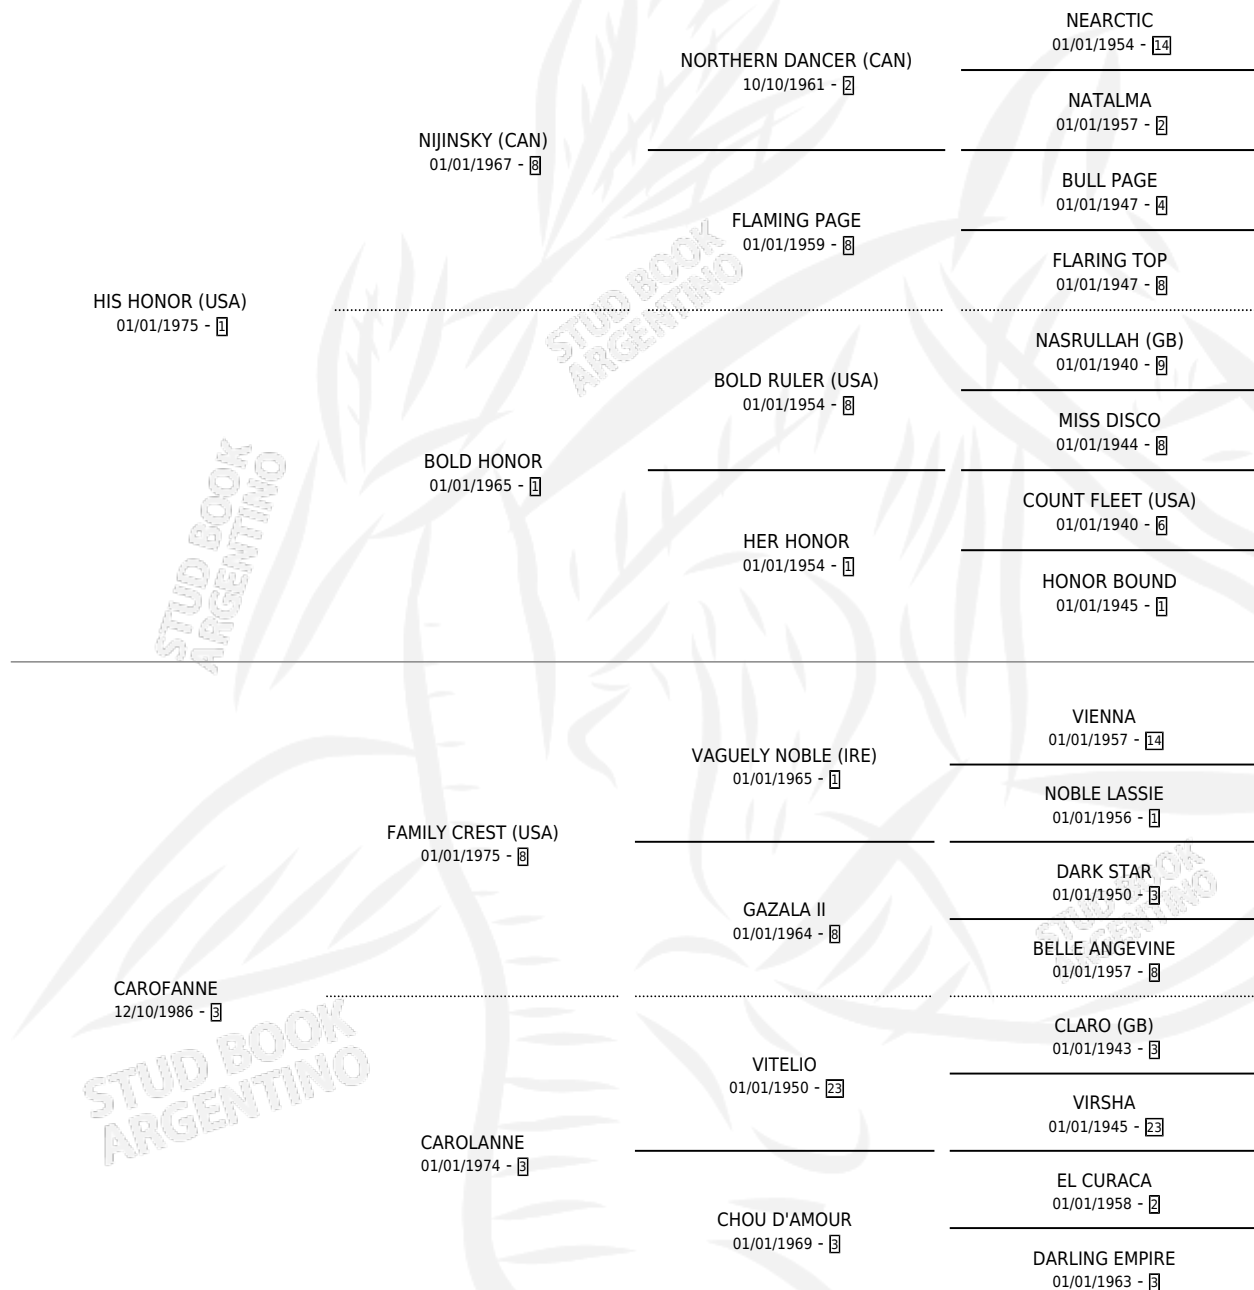 HIS HONOR (USA)
01/01/1975 - 1
NIJINSKY (CAN)
01/01/1967 - 8
BOLD HONOR
01/01/1965 - 1
NORTHERN DANCER (CAN)
10/10/1961 - 2
FLAMING PAGE
01/01/1959 - 8
BOLD RULER (USA)
01/01/1954 - 8
HER HONOR
01/01/1954 - 1
NEARCTIC
01/01/1954 - 14
NATALMA
01/01/1957 - 2
BULL PAGE
01/01/1947 - 4
FLARING TOP
01/01/1947 - 8
NASRULLAH (GB)
01/01/1940 - 9
MISS DISCO
01/01/1944 - 8
COUNT FLEET (USA)
01/01/1940 - 6
HONOR BOUND
01/01/1945 - 1
CAROFANNE
12/10/1986 - 3
FAMILY CREST (USA)
01/01/1975 - 8
CAROLANNE
01/01/1974 - 3
VAGUELY NOBLE (IRE)
01/01/1965 - 1
GAZALA II
01/01/1964 - 8
VITELIO
01/01/1950 - 23
CHOU D'AMOUR
01/01/1969 - 3
VIENNA
01/01/1957 - 14
NOBLE LASSIE
01/01/1956 - 1
DARK STAR
01/01/1950 - 3
BELLE ANGEVINE
01/01/1957 - 8
CLARO (GB)
01/01/1943 - 3
VIRSHA
01/01/1945 - 23
EL CURACA
01/01/1958 - 2
DARLING EMPIRE
01/01/1963 - 3
STUD BOOK
ARGENTINO
STUD BOOK
ARGENTINO
STUD BOOK
ARGENTINO
STUD BOOK
ARGENTINO